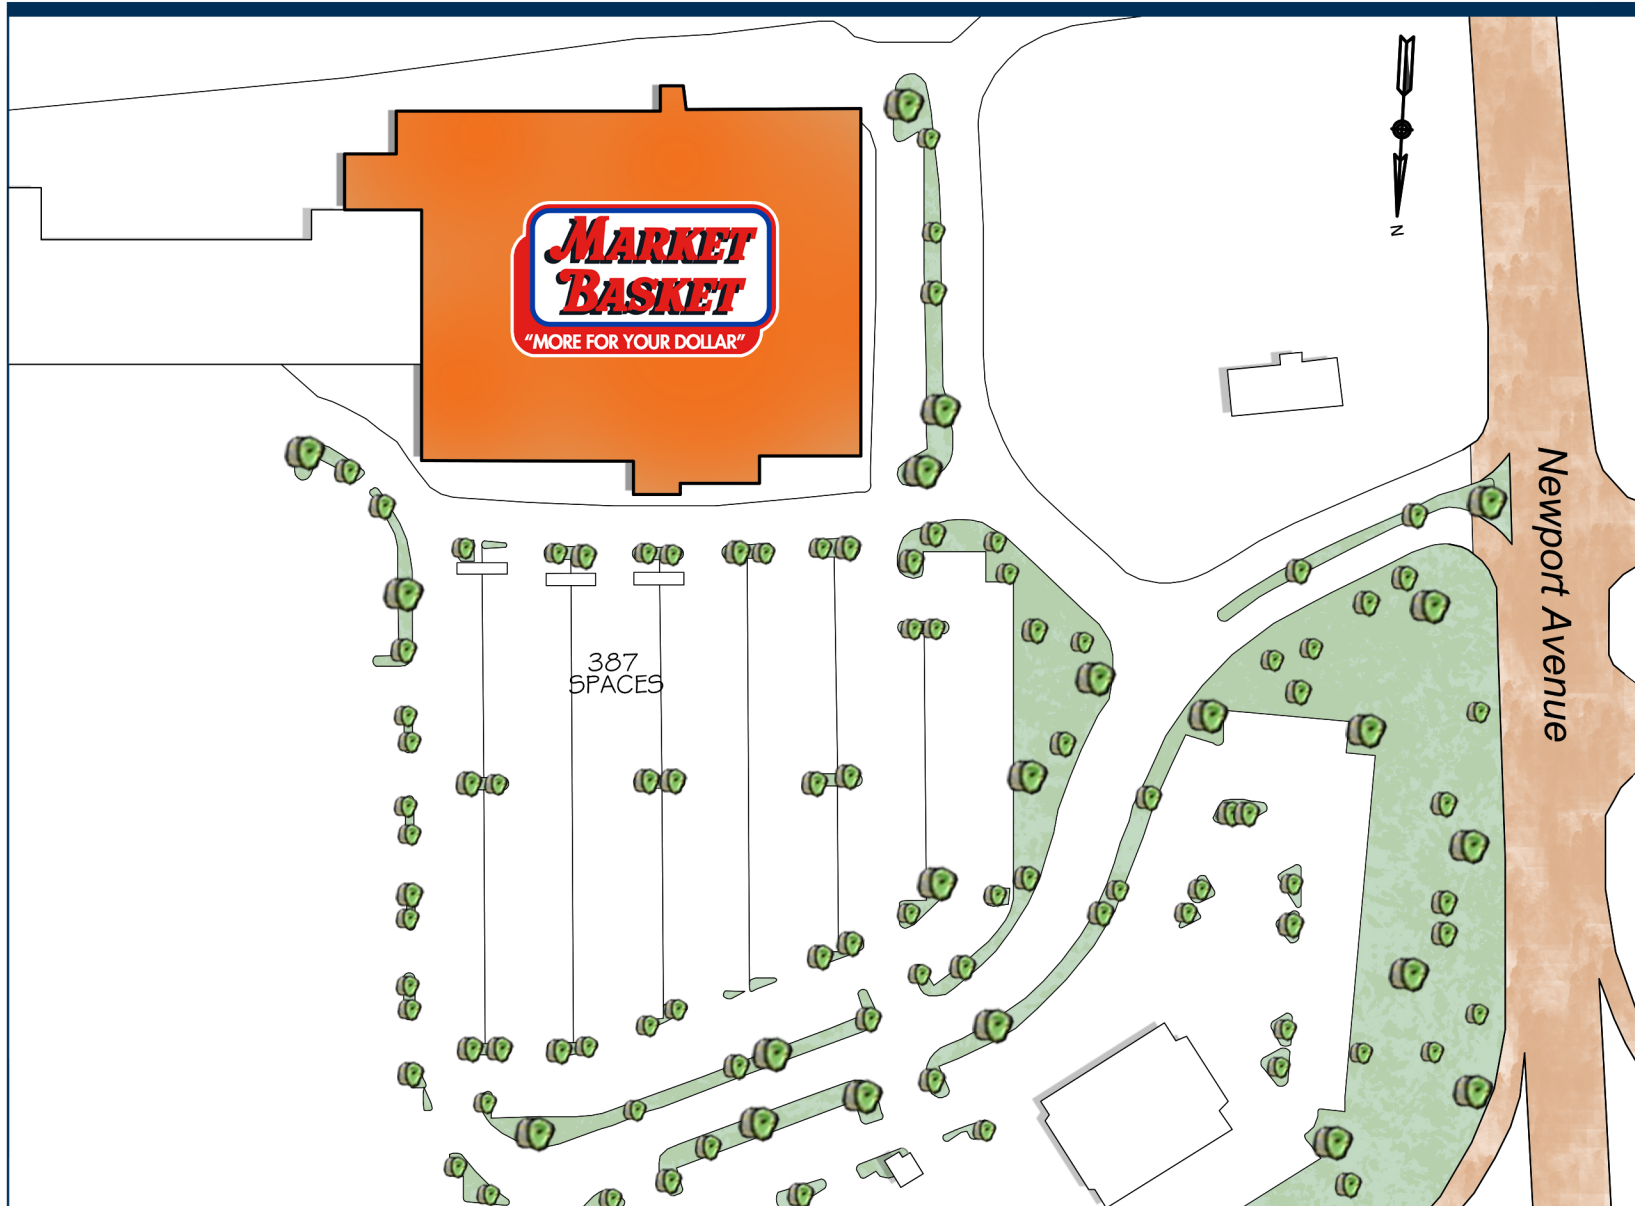 MARKET
BASKET
“MORE FOR YOUR DOLLAR”
N
Newport Avenue
387
SPACES